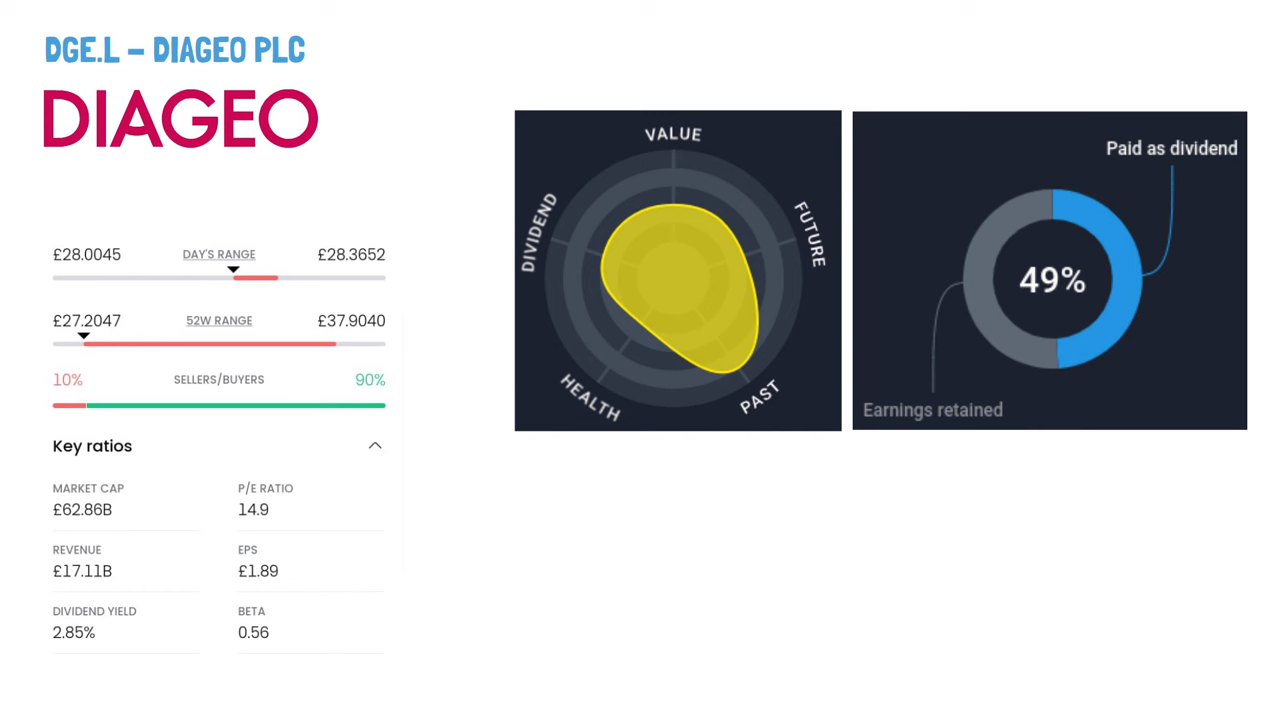 DGE.L – DIAGEO PLC
DIAGEO
£28.0045 DAY'S RANGE £28.3652
£27.2047 52W RANGE £37.9040
10% SELLERS/BUYERS 90%
Key ratios
MARKET CAP P/E RATIO
£62.86B 14.9
REVENUE EPS
£17.11B £1.89
DIVIDEND YIELD BETA
2.85% 0.56
VALUE
FUTURE
PAST
HEALTH
DIVIDEND
Paid as dividend
49%
Earnings retained